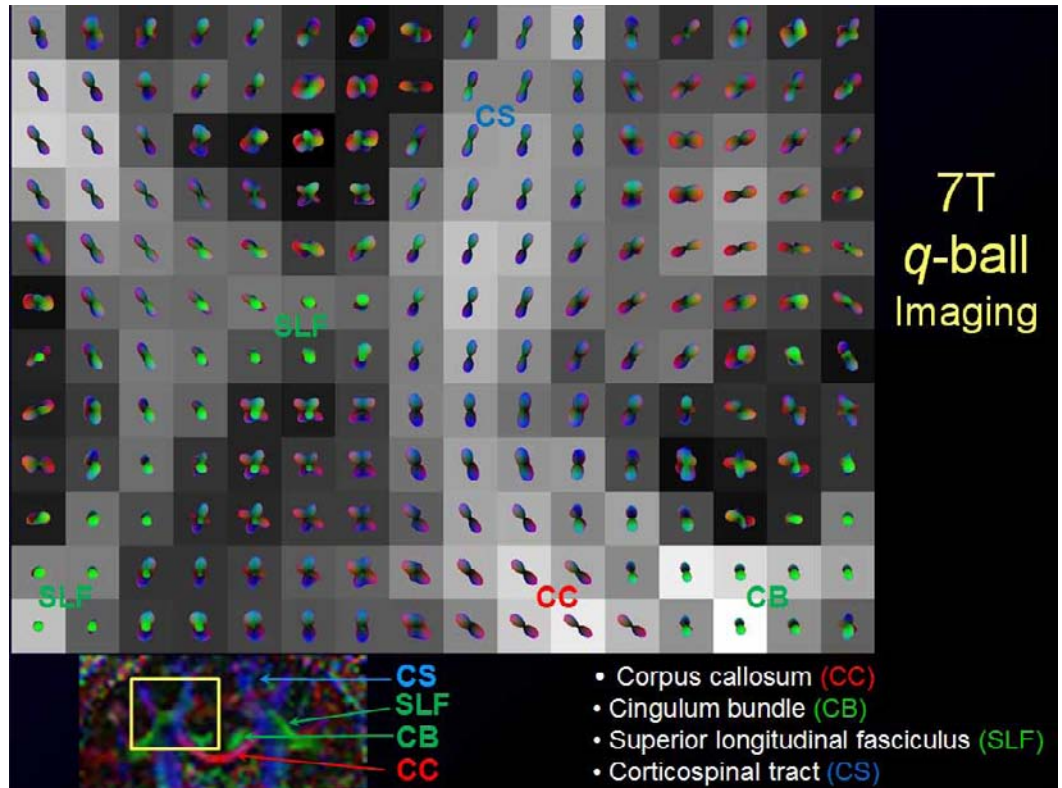 CS
7T
q-ball
Imaging
SLF
SLF
CC
CB
CS
SLF
CB
CC
• Corpus callosum (CC)
• Cingulum bundle (CB)
• Superior longitudinal fasciculus (SLF)
• Corticospinal tract (CS)